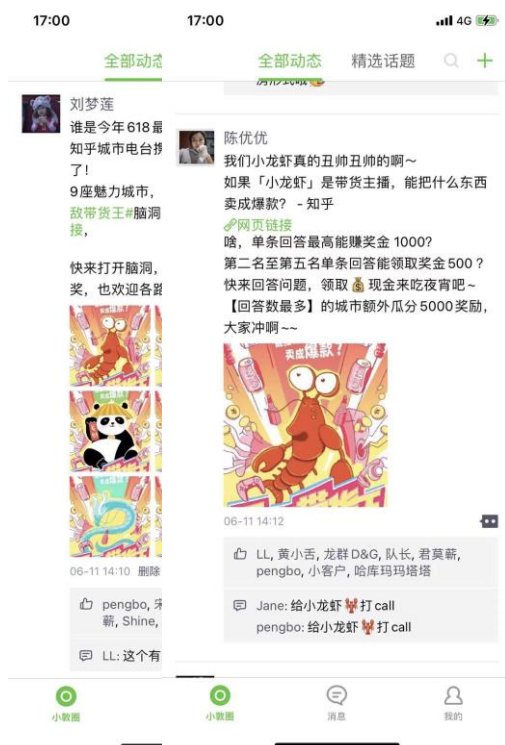 17:00
全部动态
刘梦莲
谁是今年618最
知乎城市电台携
了!
9座魅力城市,
敌带货王#脑洞
接,
快来打开脑洞,
奖, 也欢迎各路
06-11 14:10 删除
pengbo, 宋
蕲, Shine,
LL: 这个有
小敦圈
17:00
4G
全部动态 精选话题
房形式哦
陈优优
我们小龙虾真的丑帅丑帅的啊~
如果「小龙虾」是带货主播, 能把什么东西
卖成爆款? - 知乎
网页链接
啥, 单条回答最高能赚奖金 1000?
第二名至第五名单条回答能领取奖金500?
快来回答问题, 领取💰现金来吃夜宵吧~
【回答数最多】的城市额外瓜分5000奖励,
大家冲啊~~
卖成爆款?
06-11 14:12
LL, 黄小舌, 龙群D&G, 队长, 君莫蕲,
pengbo, 小客户, 哈库玛玛塔塔
Jane: 给小龙虾🦞打call
pengbo: 给小龙虾🦞打call
小敦圈
消息
我的